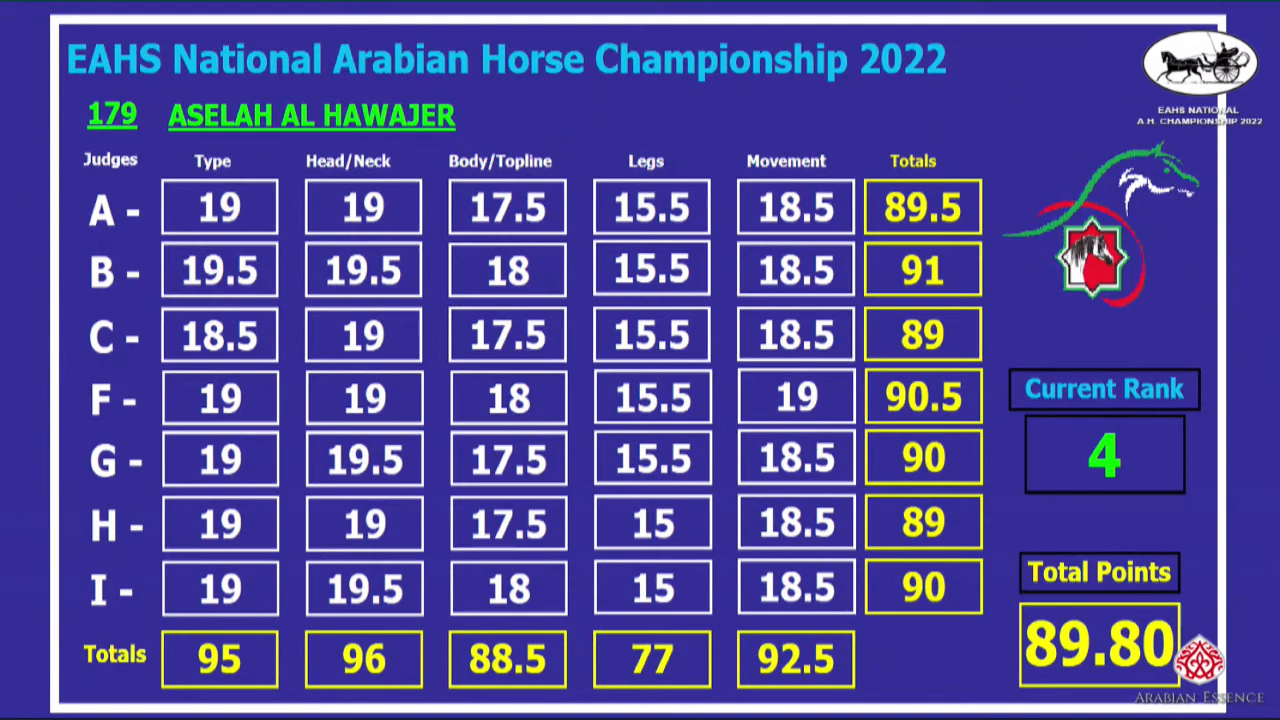 EAHS National Arabian Horse Championship 2022
179 ASELAH AL HAWAJER
EAHS NATIONAL
A.H. CHAMPIONSHIP 2022
Judges Type Head/Neck Body/Topline Legs Movement Totals
A - 19 19 17.5 15.5 18.5 89.5
B - 19.5 19.5 18 15.5 18.5 91
C - 18.5 19 17.5 15.5 18.5 89
F - 19 19 18 15.5 19 90.5
G - 19 19.5 17.5 15.5 18.5 90
H - 19 19 17.5 15 18.5 89
I - 19 19.5 18 15 18.5 90
Totals 95 96 88.5 77 92.5
Current Rank
4
Total Points
89.80
ARABIAN ESSENCE